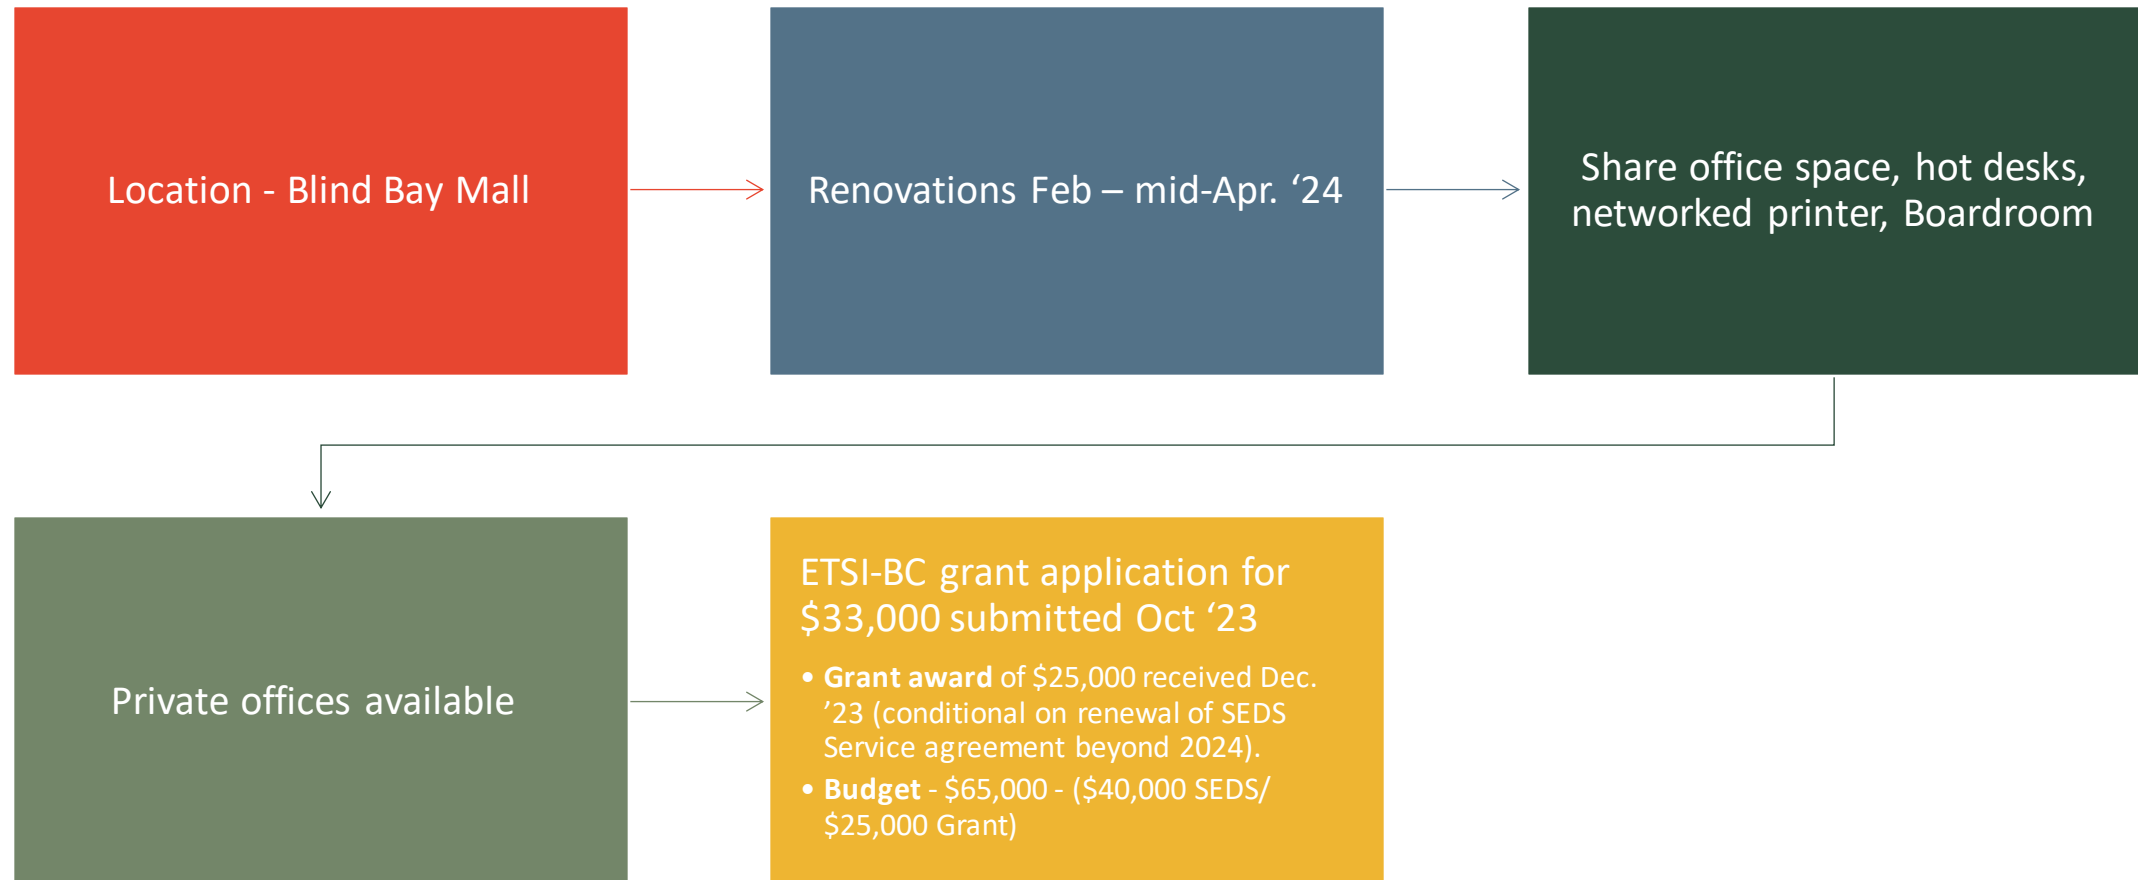 Location - Blind Bay Mall
Renovations Feb – mid-Apr. ‘24
Share office space, hot desks,
networked printer, Boardroom
Private offices available
ETSI-BC grant application for
$33,000 submitted Oct ‘23
• Grant award of $25,000 received Dec.
’23 (conditional on renewal of SEDS
Service agreement beyond 2024).
• Budget - $65,000 - ($40,000 SEDS/
$25,000 Grant)